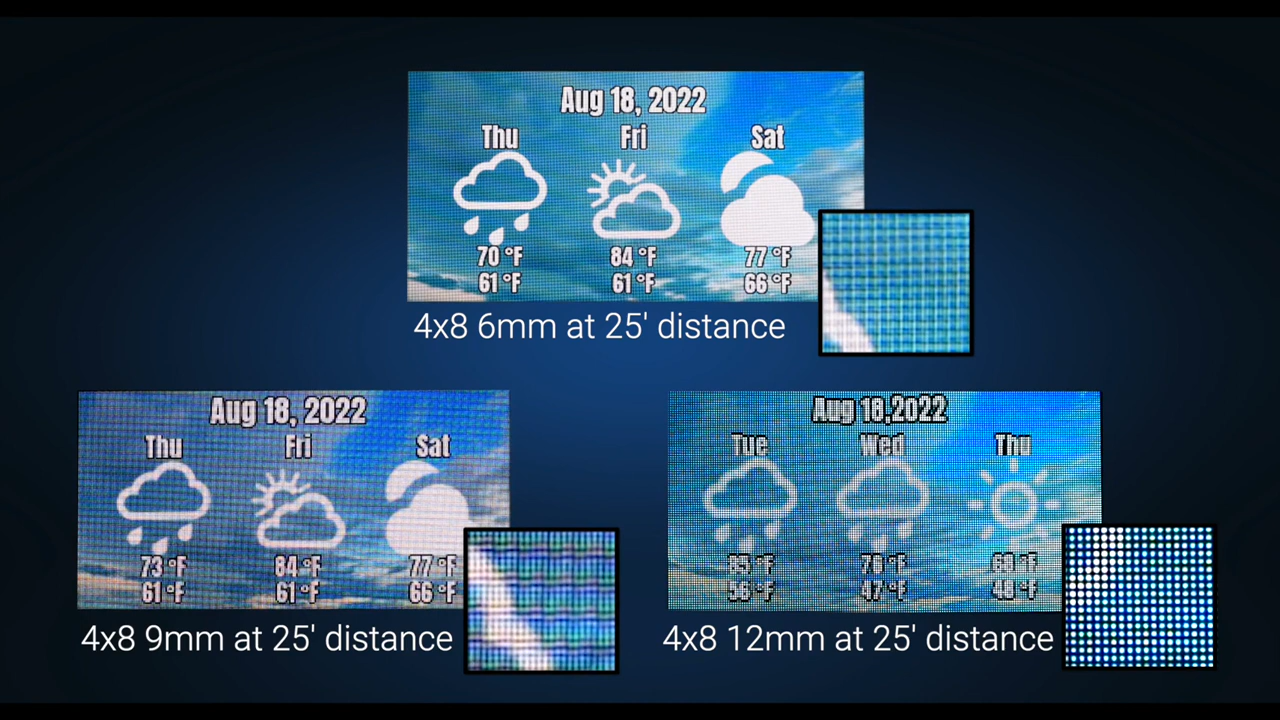 Aug 18, 2022
Thu Fri Sat
70 °F 84 °F 77 °F
61 °F 61 °F 66 °F
4x8 6mm at 25' distance
Aug 18, 2022
Thu Fri Sat
73 °F 84 °F 77 °F
61 °F 61 °F 66 °F
4x8 9mm at 25' distance
Aug 18,2022
Tue Wed Thu
°F °F °F
47 °F
4x8 12mm at 25' distance